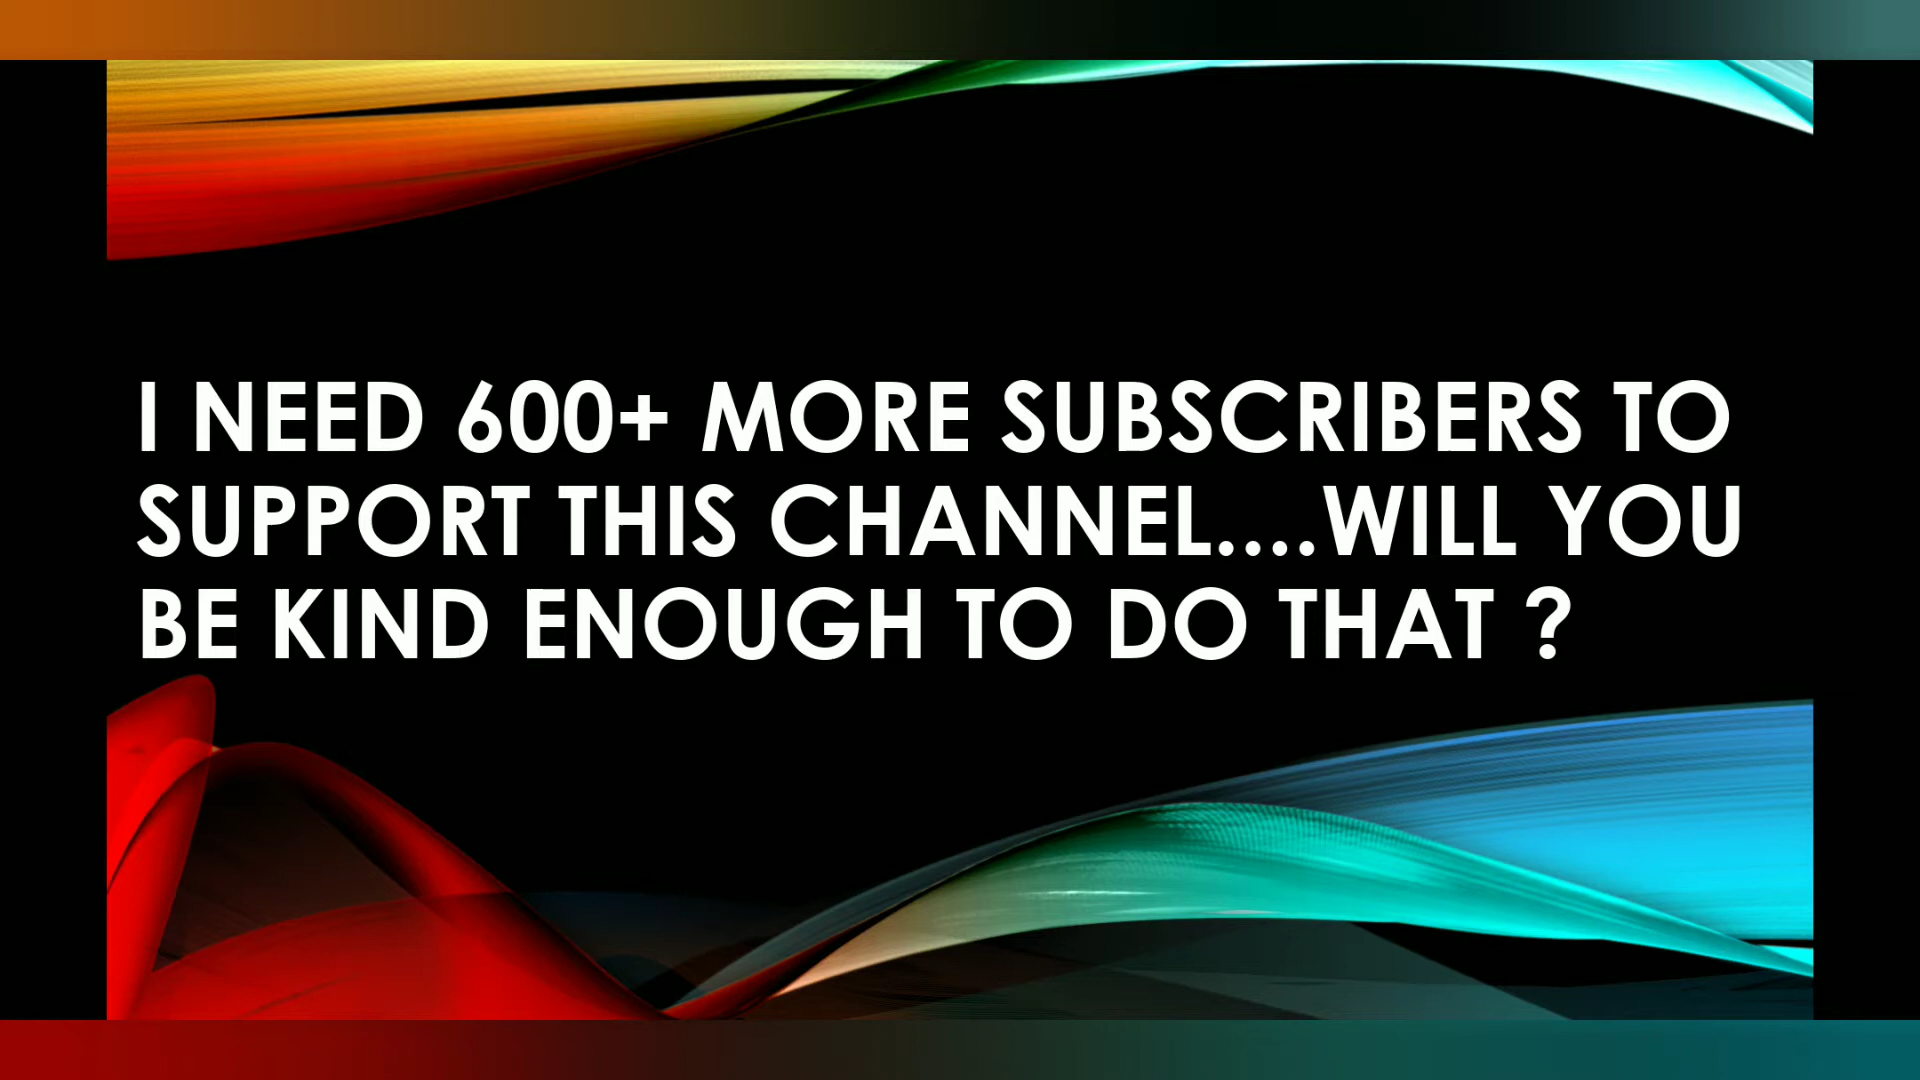 I NEED 600+ MORE SUBSCRIBERS TO
SUPPORT THIS CHANNEL....WILL YOU
BE KIND ENOUGH TO DO THAT ?